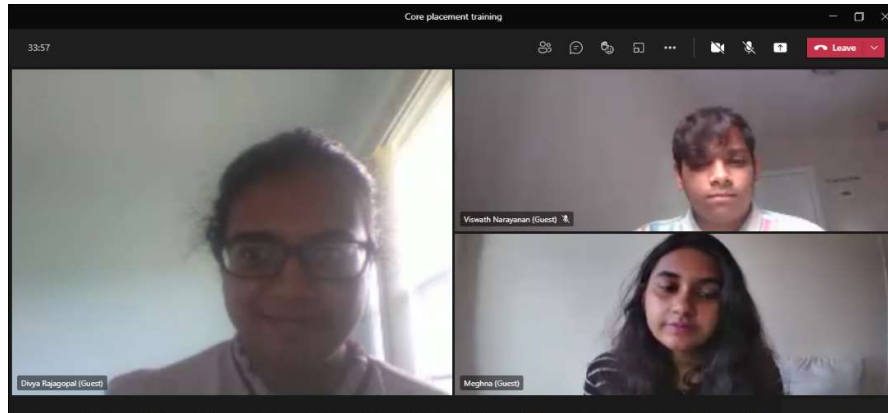 Core placement training
33:57
Leave
Divya Rajagopal (Guest)
Viswath Narayanan (Guest)
Meghna (Guest)